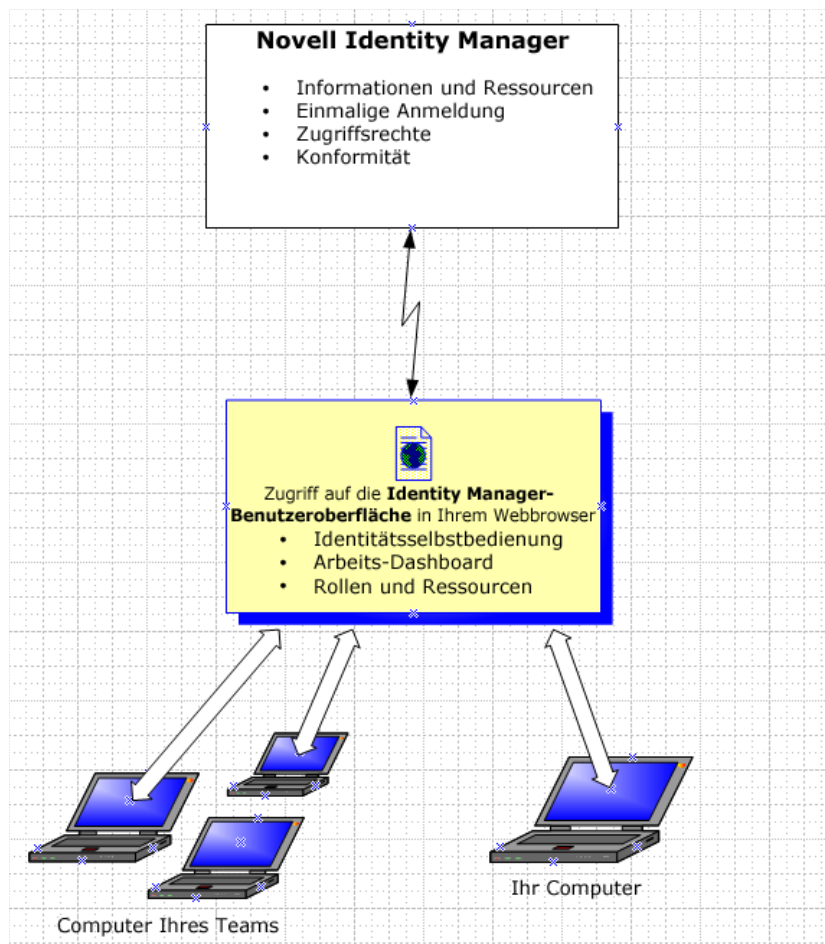 Novell Identity Manager
• Informationen und Ressourcen
• Einmalige Anmeldung
• Zugriffsrechte
• Konformität
Zugriff auf die Identity Manager-
Benutzeroberfläche in Ihrem Webbrowser
• Identitätsselbstbedienung
• Arbeits-Dashboard
• Rollen und Ressourcen
Ihr Computer
Computer Ihres Teams